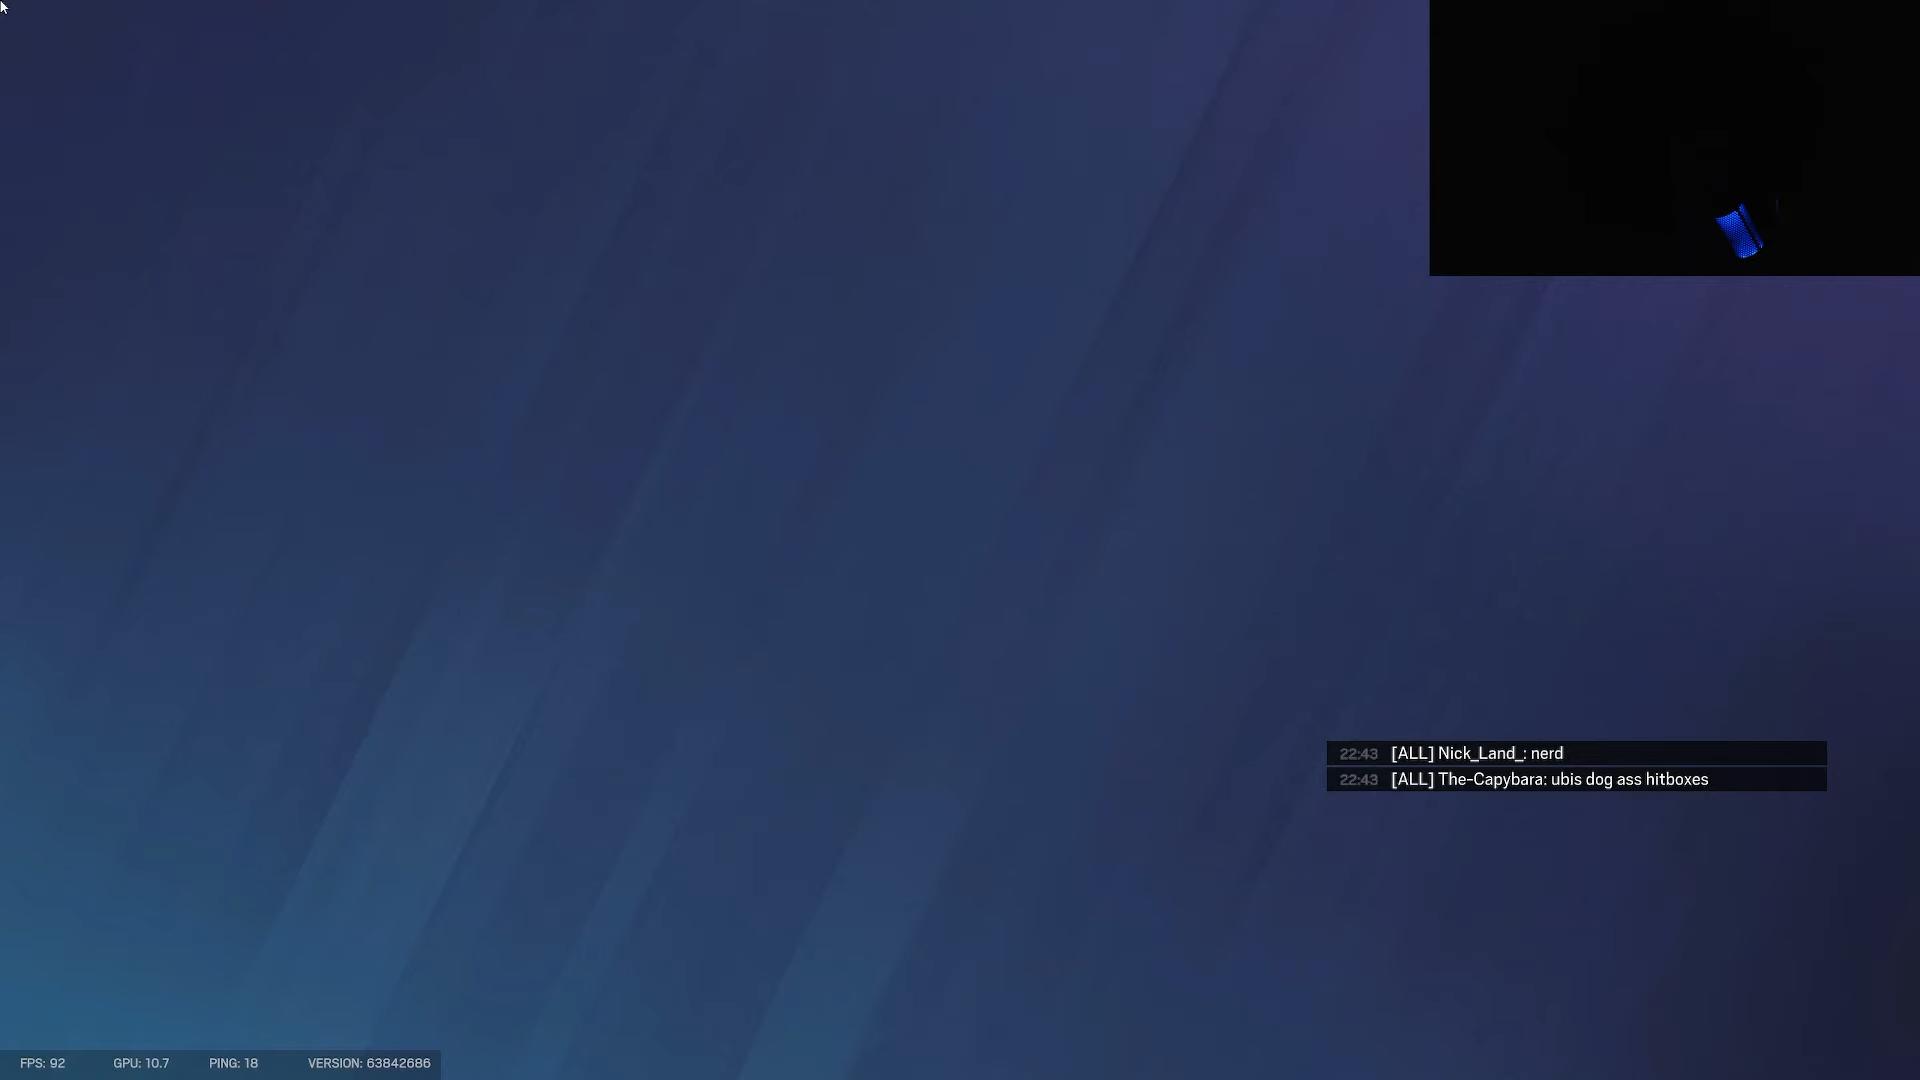 22:43 [ALL] Nick_Land_: nerd
22:43 [ALL] The-Capybara: ubis dog ass hitboxes
FPS: 92 GPU: 10.7 PING: 18 VERSION: 63842686